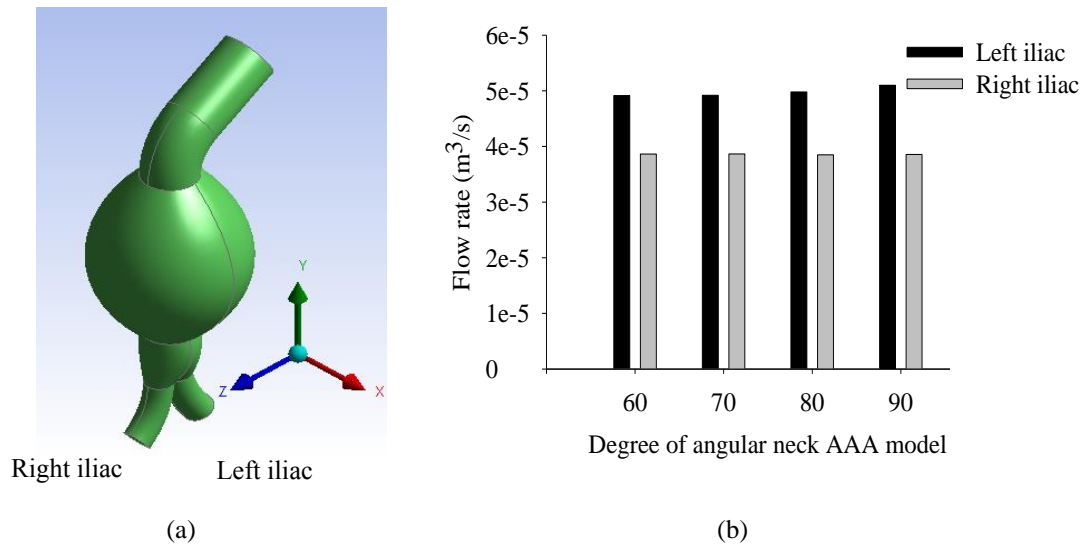 Y
Z
X
Right iliac
Left iliac
(a)
Left iliac
Right iliac
Flow rate (m³/s)
6e-5
5e-5
4e-5
3e-5
2e-5
1e-5
0
60 70 80 90
Degree of angular neck AAA model
(b)